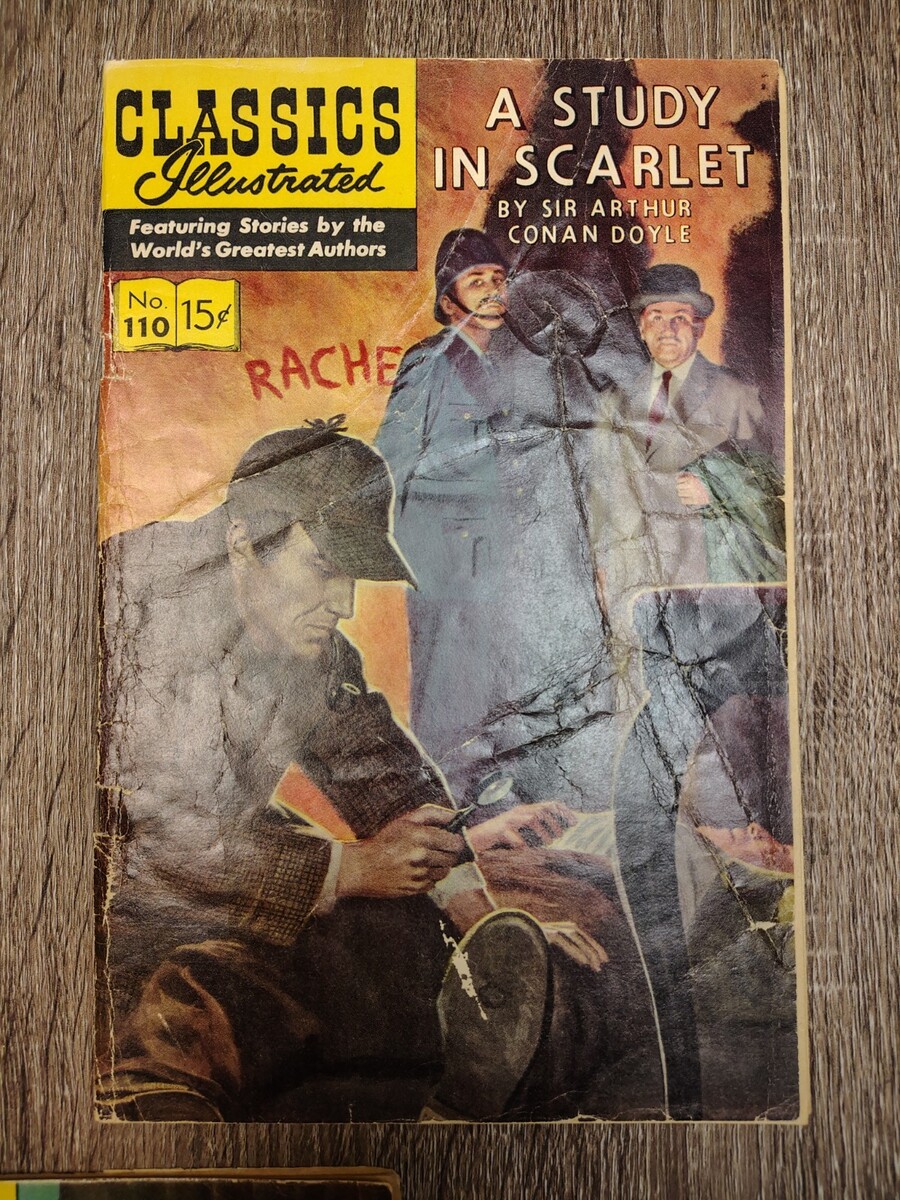 CLASSICS
Illustrated
Featuring Stories by the
World's Greatest Authors
No.
110
15¢
A STUDY
IN SCARLET
BY SIR ARTHUR
CONAN DOYLE
RACHE